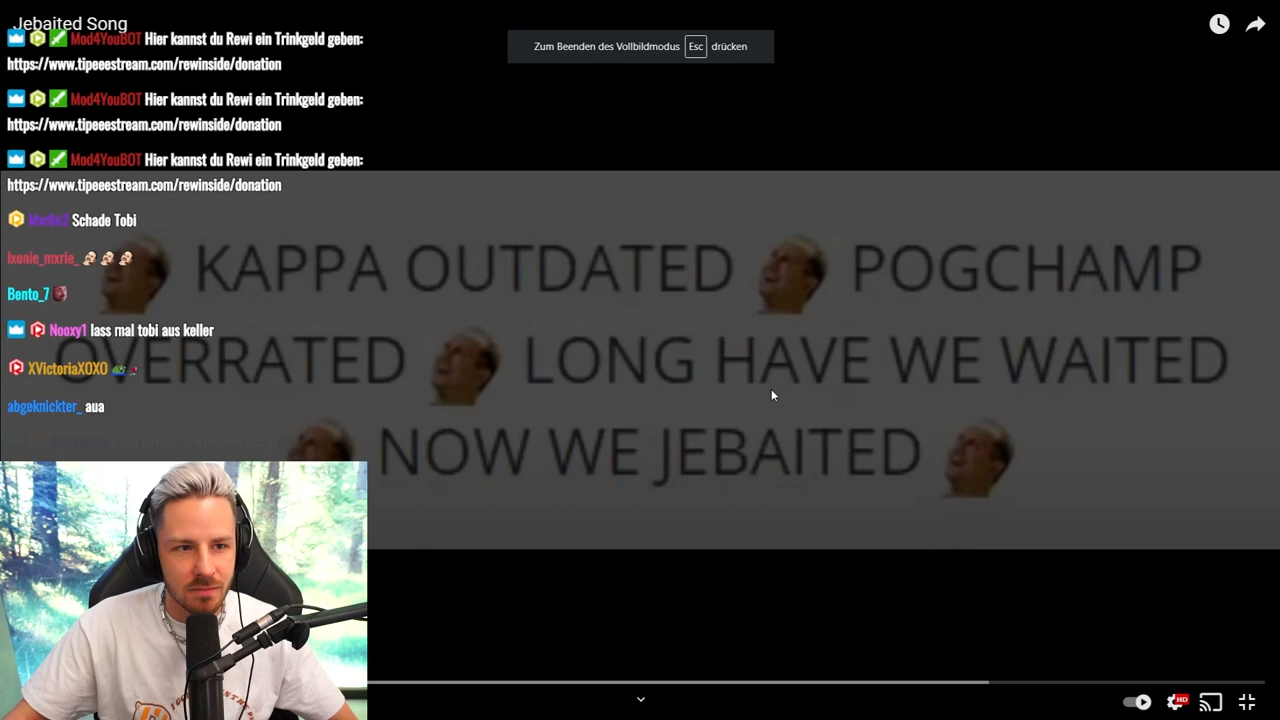 Jebaited Song
Mod4YouBOT Hier kannst du Rewi ein Trinkgeld geben:
https://www.tipeeestream.com/rewinside/donation
Mod4YouBOT Hier kannst du Rewi ein Trinkgeld geben:
https://www.tipeeestream.com/rewinside/donation
Mod4YouBOT Hier kannst du Rewi ein Trinkgeld geben:
https://www.tipeeestream.com/rewinside/donation
Schade Tobi
lxonie_mxrie_
Bento_7
Nooxy1 lass mal tobi aus keller
XVictoriaXOXO
abgeknickter_ aua
Zum Beenden des Vollbildmodus Esc drücken
KAPPA OUTDATED POGCHAMP
OVERRATED LONG HAVE WE WAITED
NOW WE JEBAITED
HD